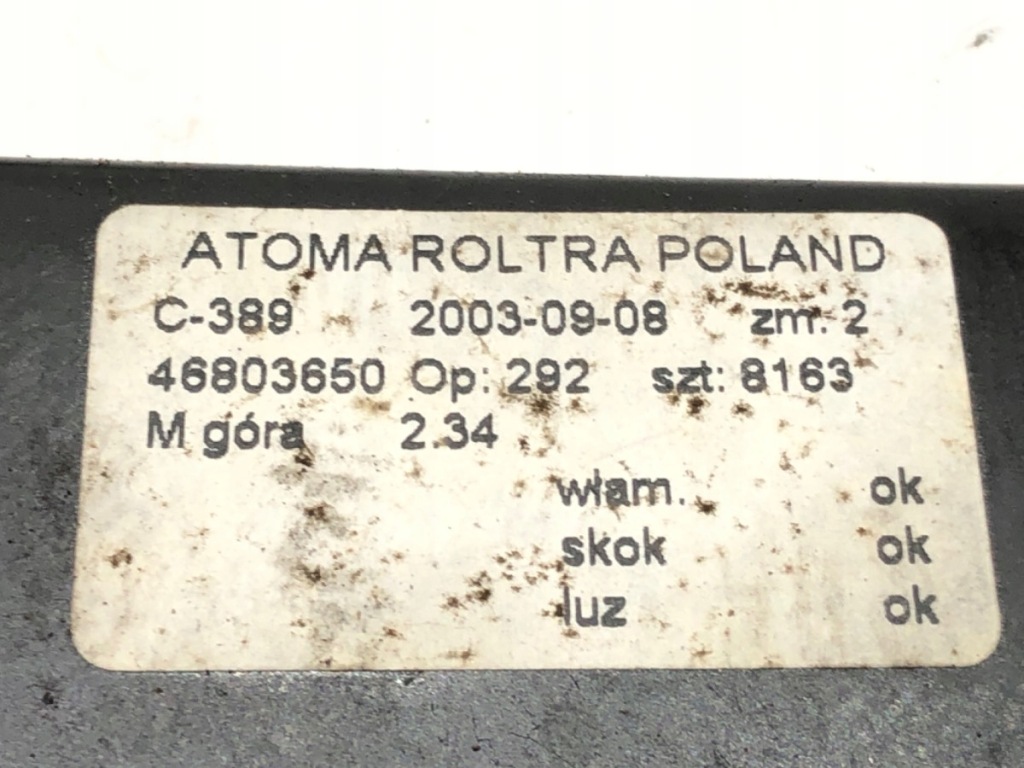 ATOMA ROLTRA POLAND
C-389 2003-09-08 zm. 2
46803650 Op: 292 szt: 8163
M góra 2.34
włam. ok
skok ok
luz ok